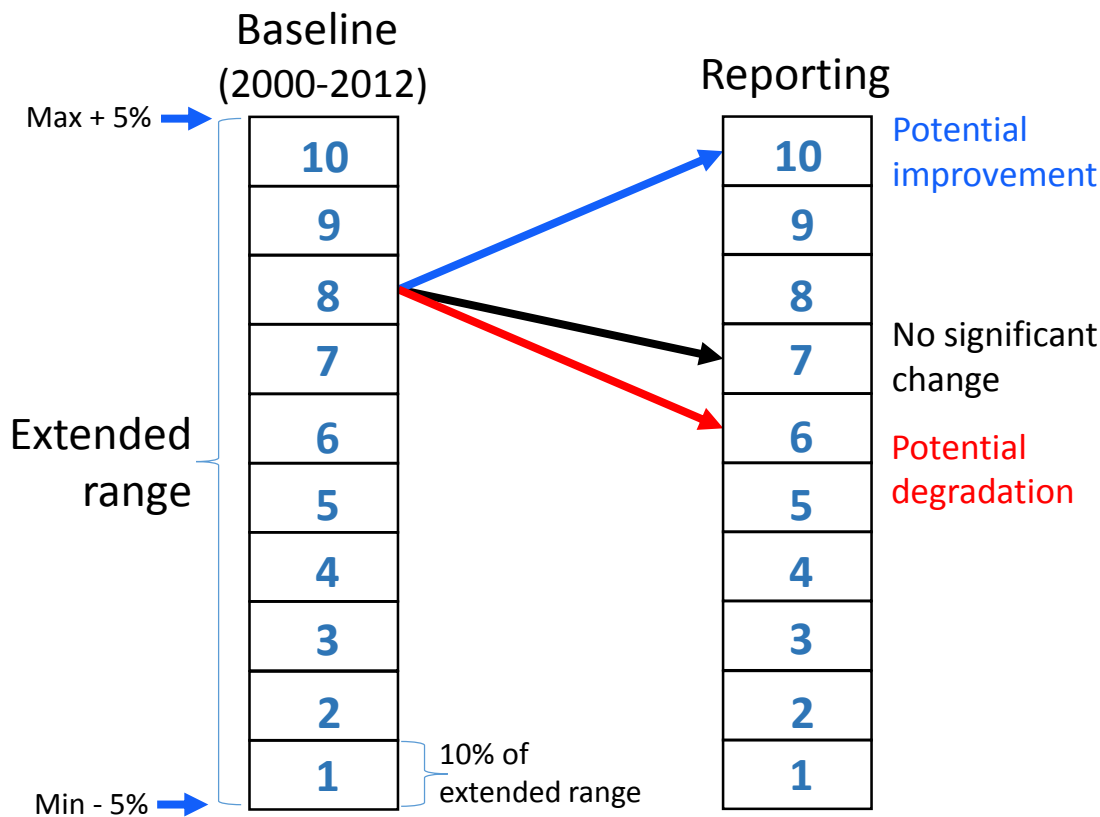 Baseline
(2000-2012)
Reporting
Max + 5%
10
9
8
7
6
5
4
3
2
1
Extended
range
Min - 5%
10% of
extended range
10
9
8
7
6
5
4
3
2
1
Potential
improvement
No significant
change
Potential
degradation